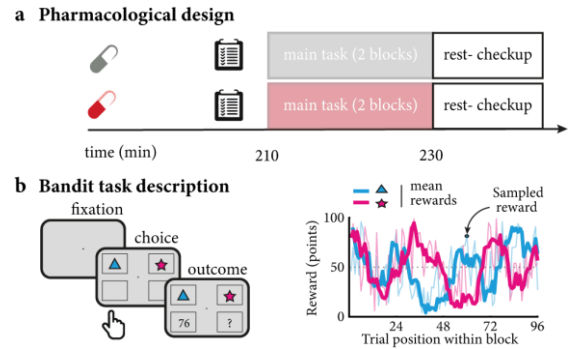 a Pharmacological design
main task (2 blocks) rest- checkup
main task (2 blocks) rest- checkup
time (min) 210 230
b Bandit task description
fixation
choice
outcome
76 ?
mean
rewards
Sampled
reward
Reward (points)
100
50
0
24 48 72 96
Trial position within block